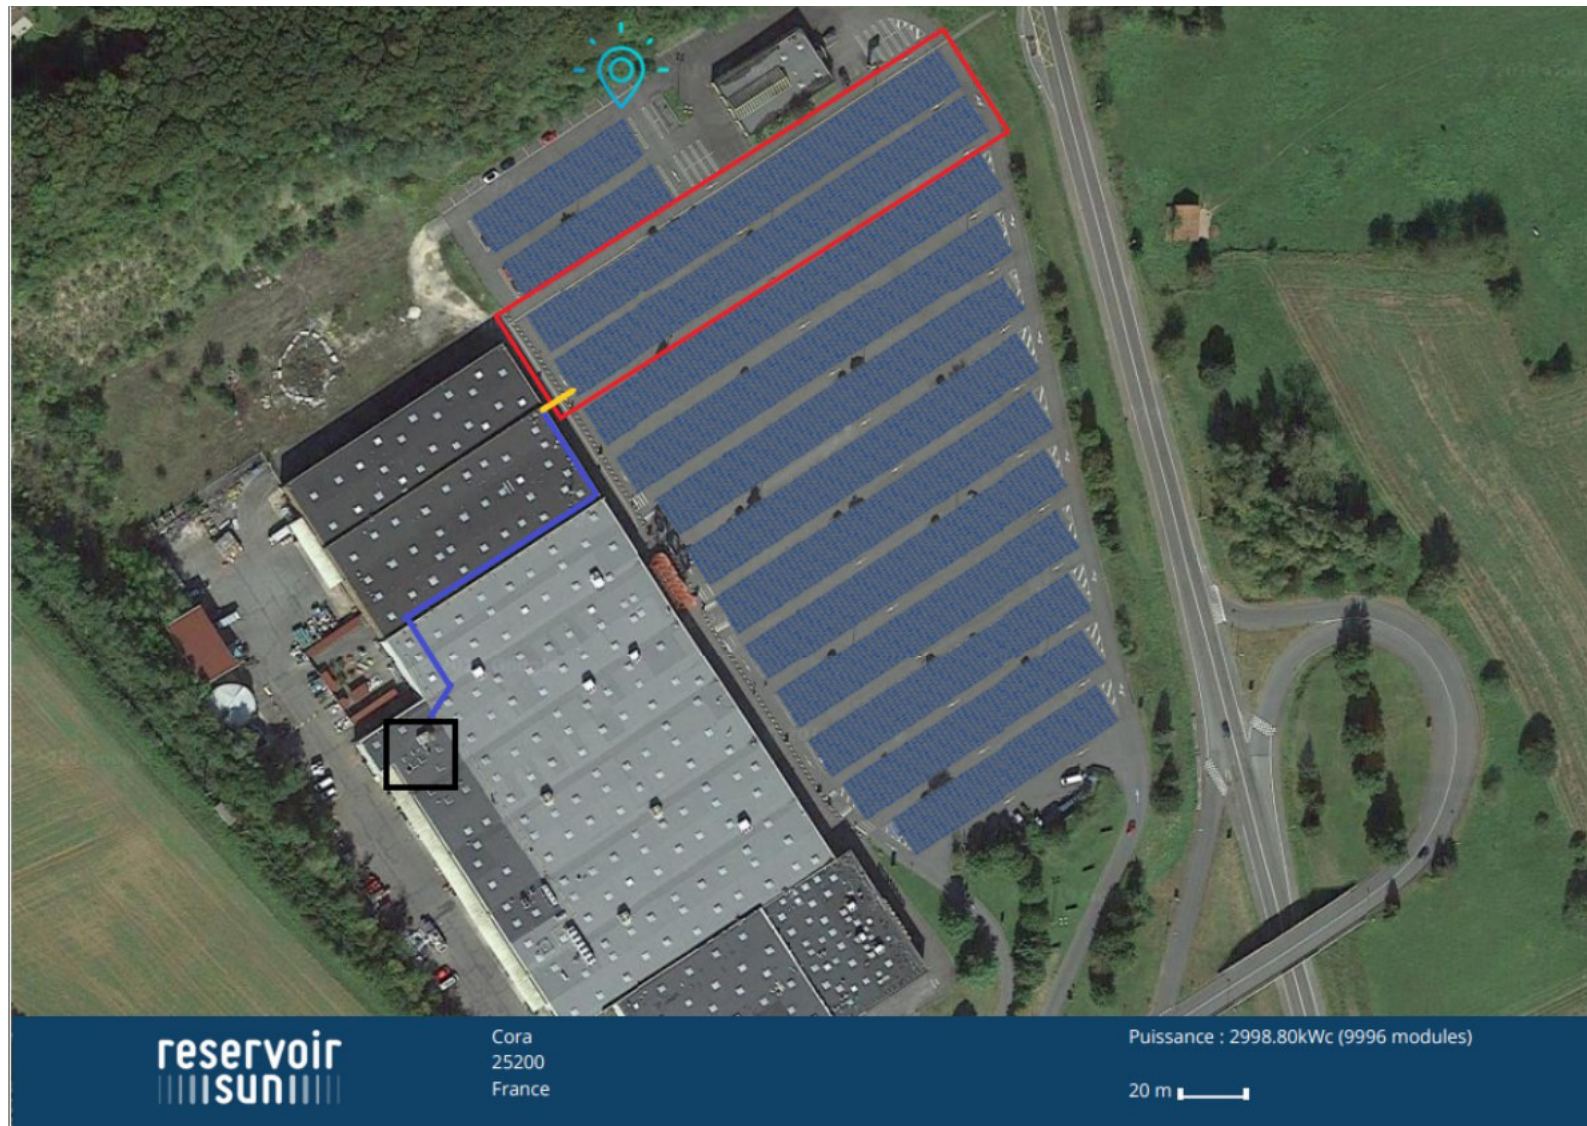 reservoir
sun
Cora
25200
France
Puissance : 2998.80kWc (9996 modules)
20 m